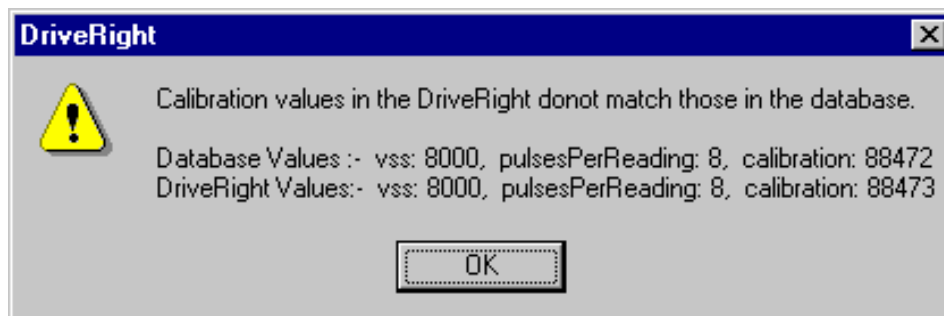 DriveRight
Calibration values in the DriveRight donot match those in the database.
Database Values :- vss: 8000, pulsesPerReading: 8, calibration: 88472
DriveRight Values:- vss: 8000, pulsesPerReading: 8, calibration: 88473
OK